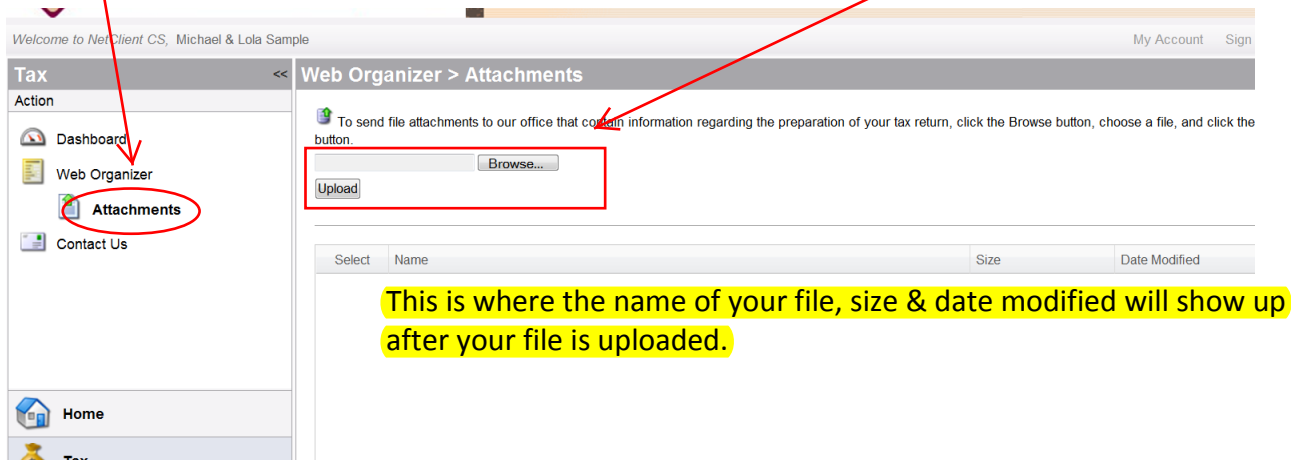 Welcome to NetClient CS, Michael & Lola Sample
My Account Sign
Tax <<
Action
Dashboard
Web Organizer
Attachments
Contact Us
Home
Tax
Web Organizer > Attachments
To send file attachments to our office that contain information regarding the preparation of your tax return, click the Browse button, choose a file, and click the
button.
Browse...
Upload
Select Name Size Date Modified
This is where the name of your file, size & date modified will show up
after your file is uploaded.